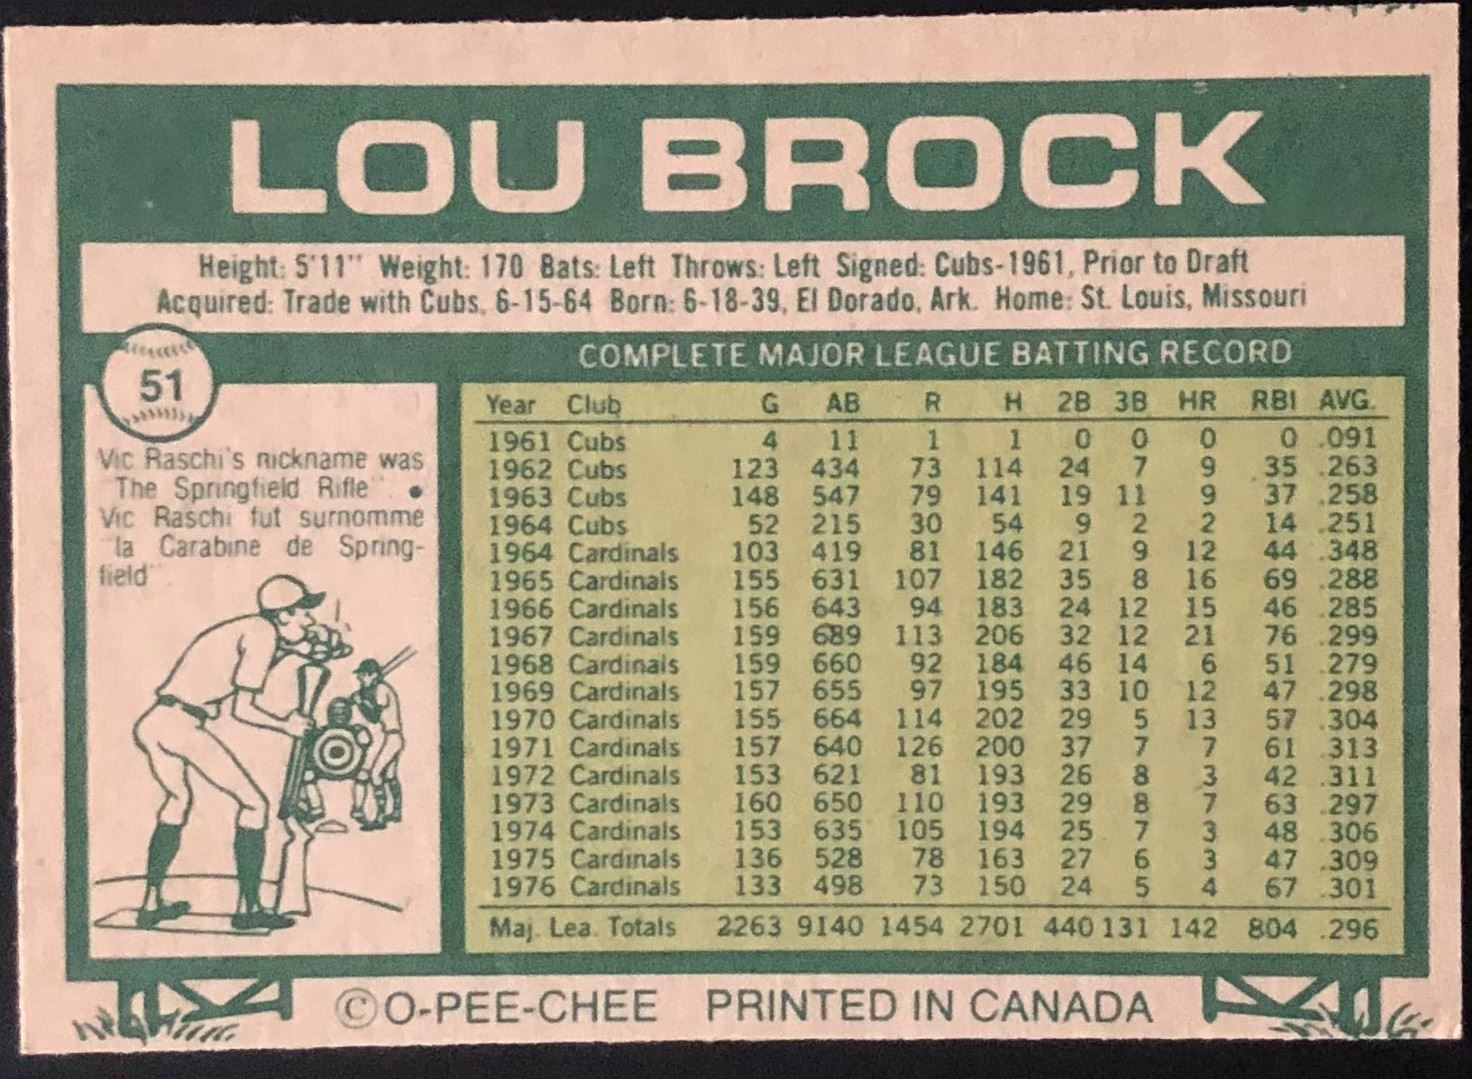 LOU BROCK
Height: 5'11" Weight: 170 Bats: Left Throws: Left Signed: Cubs-1961, Prior to Draft
Acquired: Trade with Cubs, 6-15-64 Born: 6-18-39, El Dorado, Ark. Home: St. Louis, Missouri
51
Vic Raschi's nickname was
"The Springfield Rifle" •
Vic Raschi fut surnomme
"la Carabine de Spring-
field"
COMPLETE MAJOR LEAGUE BATTING RECORD
Year Club G AB R H 2B 3B HR RBI AVG.
1961 Cubs 4 11 1 1 0 0 0 0 .091
1962 Cubs 123 434 73 114 24 7 9 35 .263
1963 Cubs 148 547 79 141 19 11 9 37 .258
1964 Cubs 52 215 30 54 9 2 2 14 .251
1964 Cardinals 103 419 81 146 21 9 12 44 .348
1965 Cardinals 155 631 107 182 35 8 16 69 .288
1966 Cardinals 156 643 94 183 24 12 15 46 .285
1967 Cardinals 159 689 113 206 32 12 21 76 .299
1968 Cardinals 159 660 92 184 46 14 6 51 .279
1969 Cardinals 157 655 97 195 33 10 12 47 .298
1970 Cardinals 155 664 114 202 29 5 13 57 .304
1971 Cardinals 157 640 126 200 37 7 7 61 .313
1972 Cardinals 153 621 81 193 26 8 3 42 .311
1973 Cardinals 160 650 110 193 29 8 7 63 .297
1974 Cardinals 153 635 105 194 25 7 3 48 .306
1975 Cardinals 136 528 78 163 27 6 3 47 .309
1976 Cardinals 133 498 73 150 24 5 4 67 .301
Maj. Lea. Totals 2263 9140 1454 2701 440 131 142 804 .296
©O-PEE-CHEE PRINTED IN CANADA